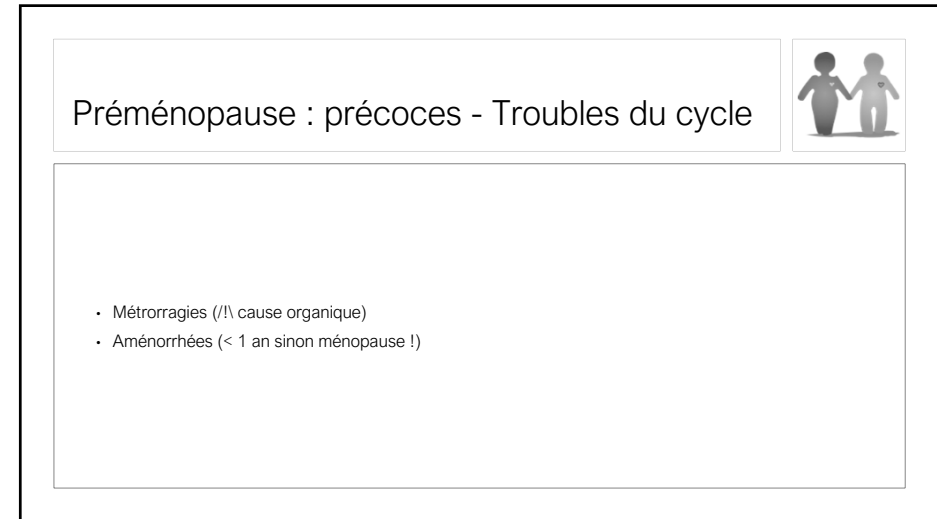 Préménopause : précoces - Troubles du cycle
• Métrorragies (/!\ cause organique)
• Aménorrhées (< 1 an sinon ménopause !)